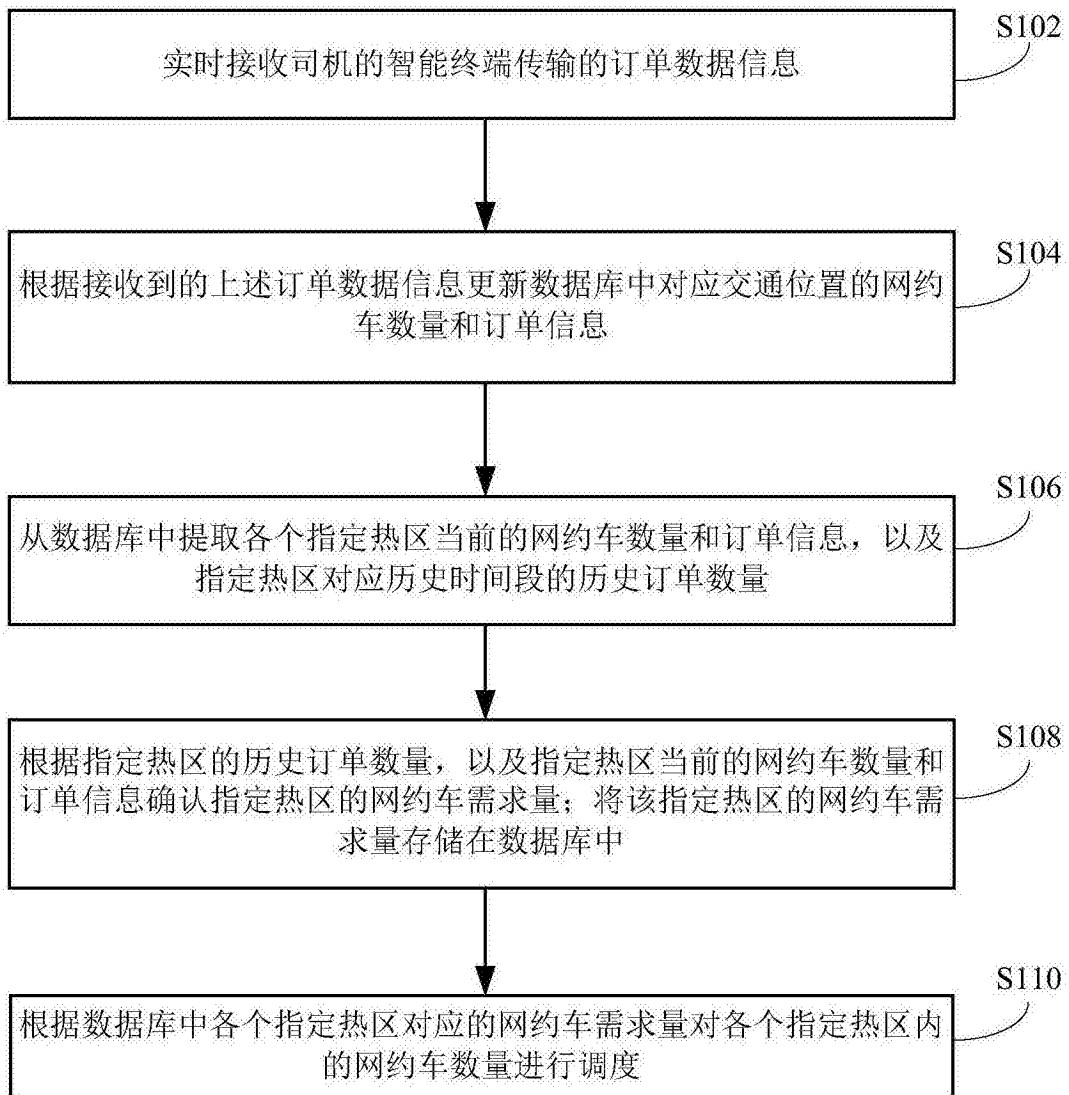 S102
实时接收司机的智能终端传输的订单数据信息
S104
根据接收到的上述订单数据信息更新数据库中对应交通位置的网约
车数量和订单信息
S106
从数据库中提取各个指定热区当前的网约车数量和订单信息，以及
指定热区对应历史时间段的历史订单数量
S108
根据指定热区的历史订单数量，以及指定热区当前的网约车数量和
订单信息确认指定热区的网约车需求量；将该指定热区的网约车需
求量存储在数据库中
S110
根据数据库中各个指定热区对应的网约车需求量对各个指定热区内
的网约车数量进行调度